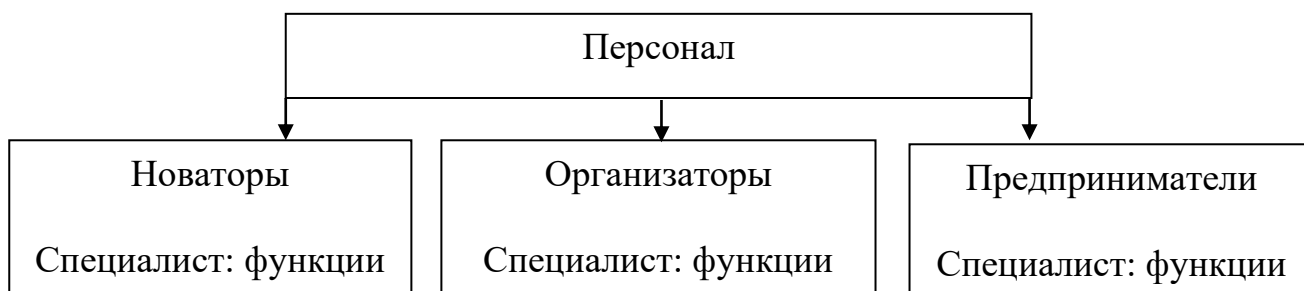 Персонал
Новаторы
Специалист: функции
Организаторы
Специалист: функции
Предприниматели
Специалист: функции